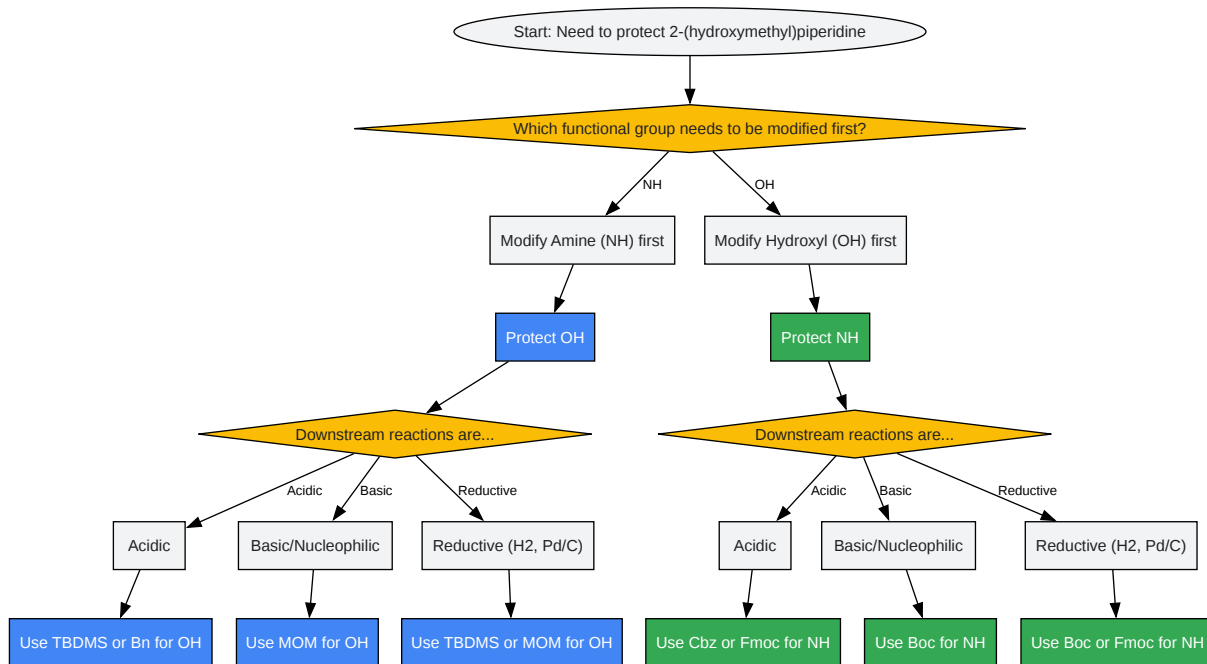 Start: Need to protect 2-(hydroxymethyl)piperidine
Which functional group needs to be modified first?
NH
OH
Modify Amine (NH) first
Modify Hydroxyl (OH) first
Protect OH
Protect NH
Downstream reactions are...
Downstream reactions are...
Acidic
Basic
Reductive
Acidic
Basic
Reductive
Acidic
Basic/Nucleophilic
Reductive (H2, Pd/C)
Acidic
Basic/Nucleophilic
Reductive (H2, Pd/C)
Use TBDMS or Bn for OH
Use MOM for OH
Use TBDMS or MOM for OH
Use Cbz or Fmoc for NH
Use Boc for NH
Use Boc or Fmoc for NH